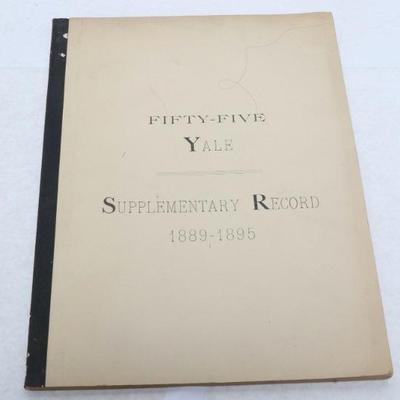 FIFTY-FIVE
YALE
SUPPLEMENTARY RECORD
1889-1895